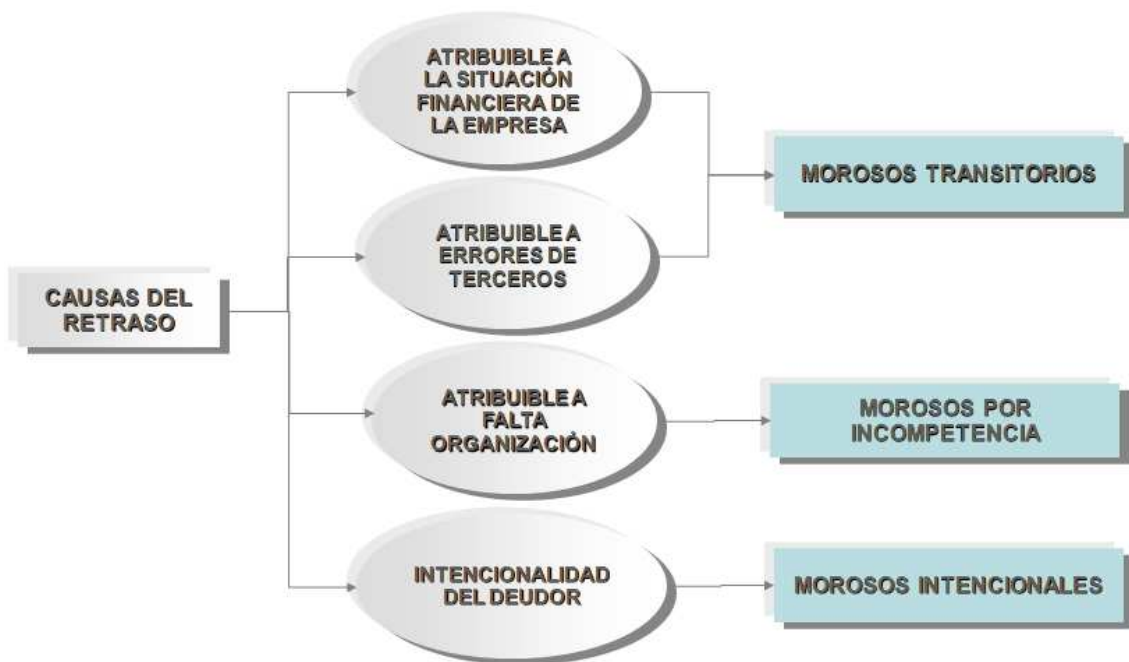 CAUSAS DEL
RETRASO
ATRIBUIBLE A
LA SITUACIÓN
FINANCIERA DE
LA EMPRESA
ATRIBUIBLE A
ERRORES DE
TERCEROS
MOROSOS TRANSITORIOS
ATRIBUIBLE A
FALTA
ORGANIZACIÓN
MOROSOS POR
INCOMPETENCIA
INTENCIONALIDAD
DEL DEUDOR
MOROSOS INTENCIONALES